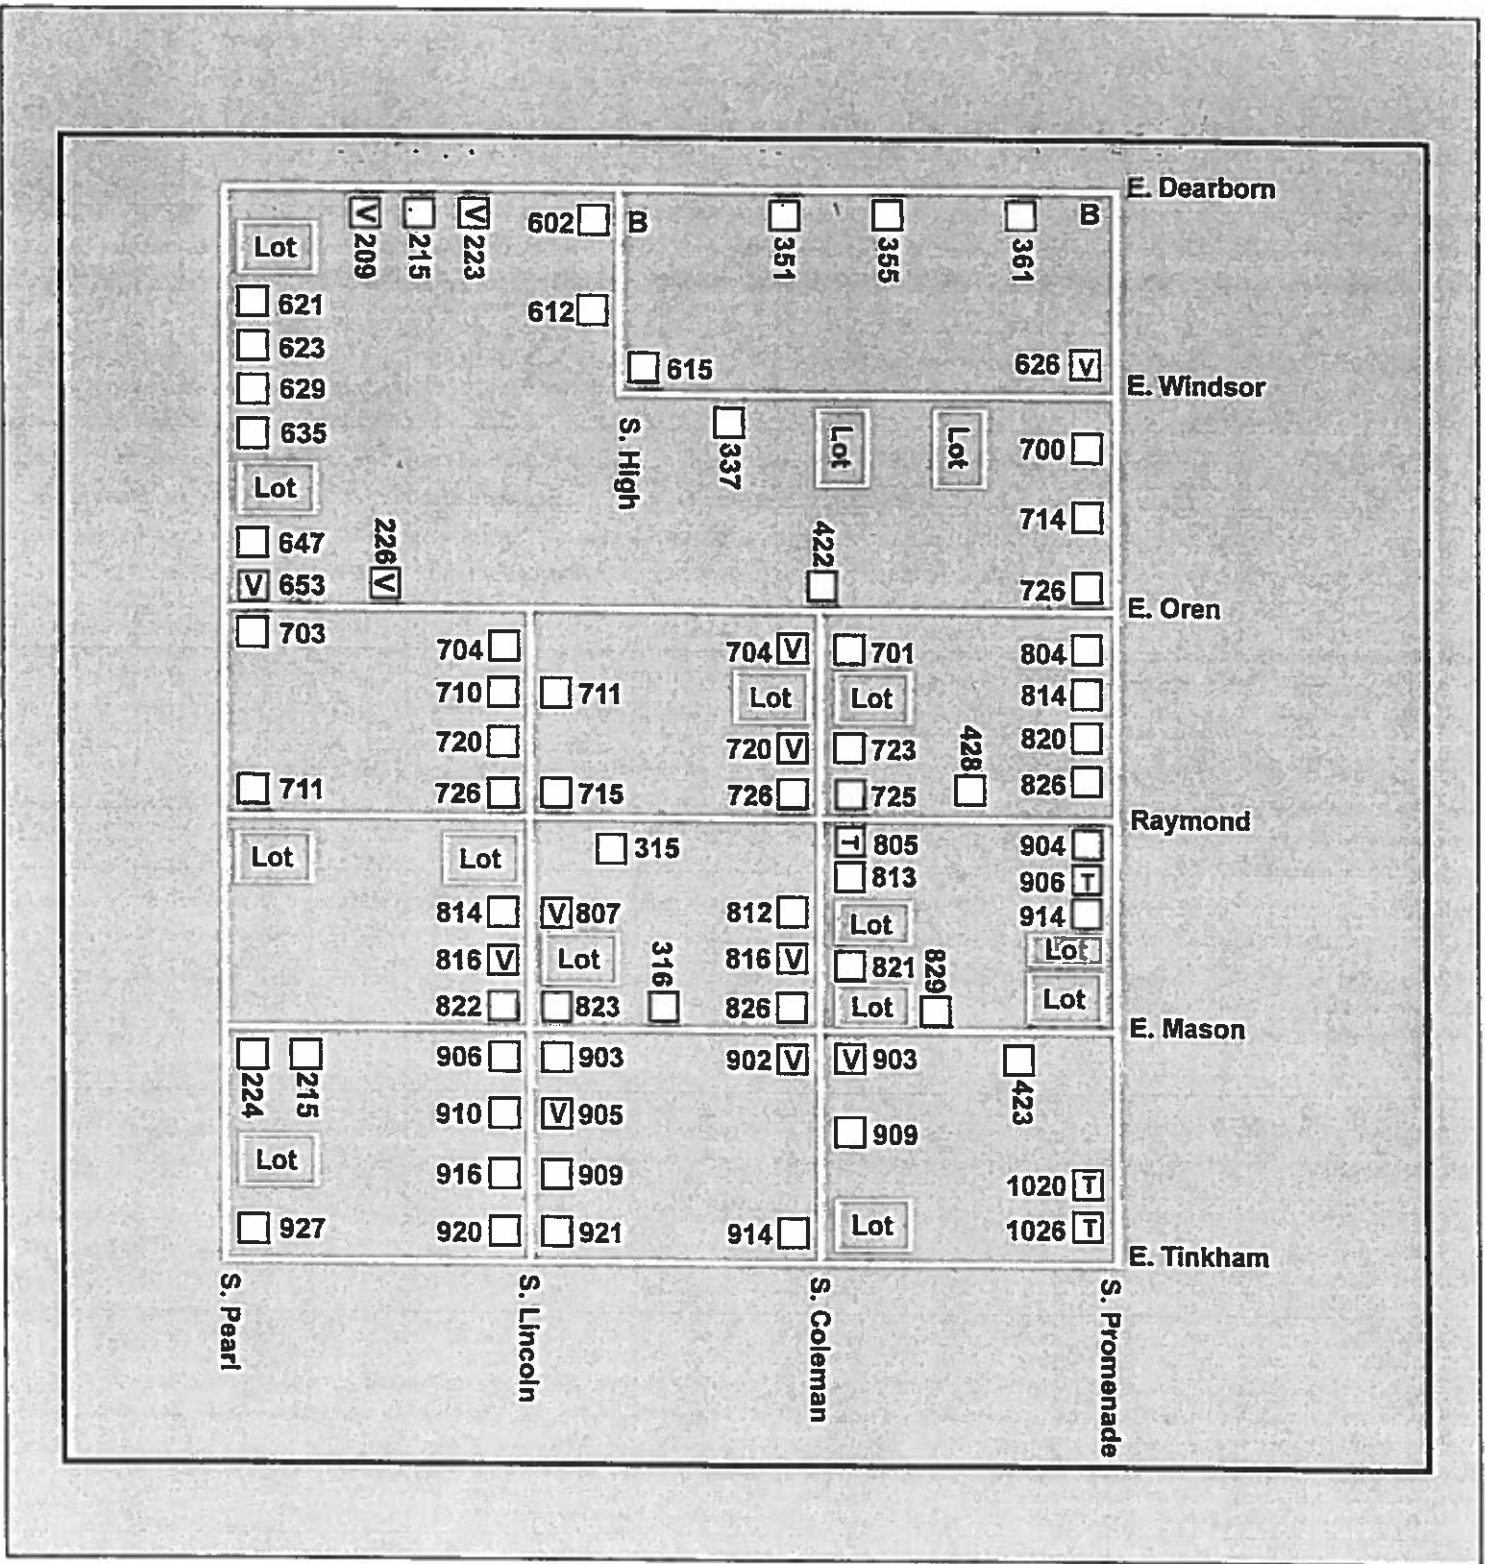 E. Dearborn
Lot
V 209
215
V 223
602
B
351
355
361
B
621
612
623
615
626 V
629
E. Windsor
635
S. High
337
Lot
Lot
700
Lot
714
647
226 V
422
V 653
726
E. Oren
703
704
704 V
701
804
710
711
Lot
Lot
814
720
720 V
723
428
820
711
726
715
726
725
826
Raymond
Lot
Lot
315
T 805
904
813
906 T
814
V 807
812
Lot
914
Lot
816 V
Lot
316
816 V
821
829
Lot
822
823
826
Lot
E. Mason
224
215
906
903
902 V
V 903
423
910
V 905
909
Lot
916
909
1020 T
927
920
921
914
Lot
1026 T
E. Tinkham
S. Pearl
S. Lincoln
S. Coleman
S. Promenade